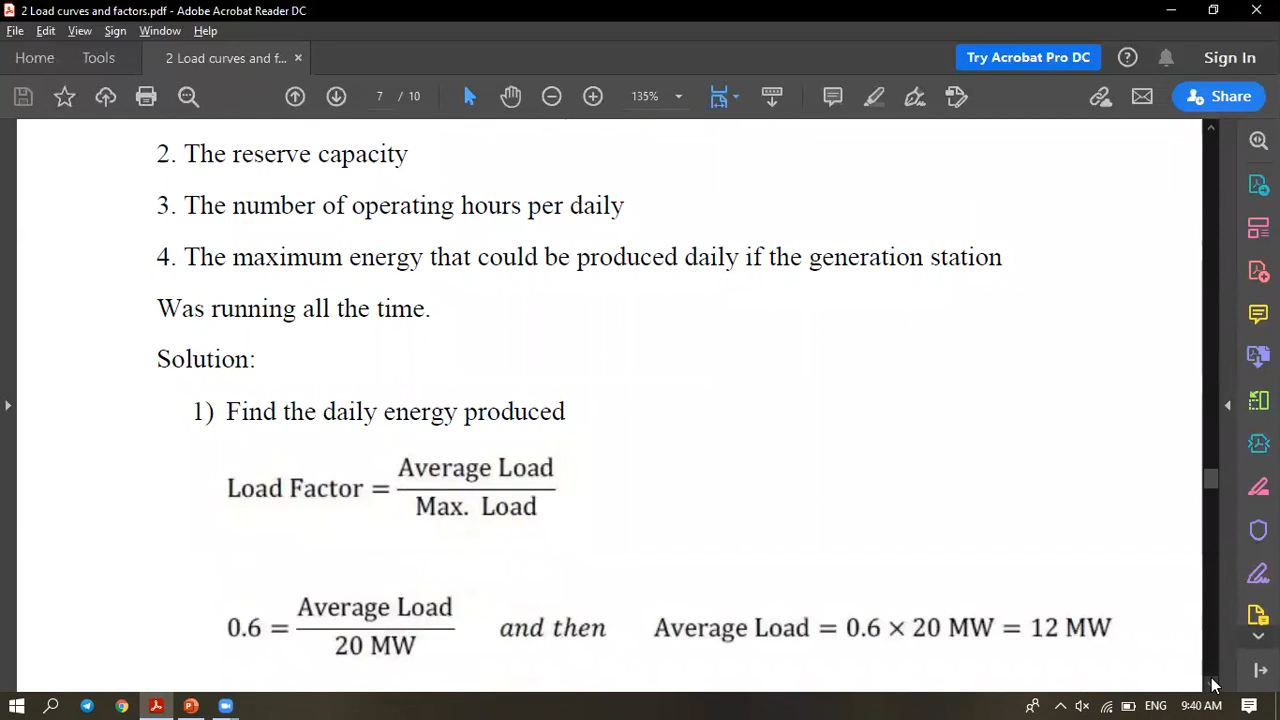 2 Load curves and factors.pdf - Adobe Acrobat Reader DC
File Edit View Sign Window Help
Home Tools 2 Load curves and f... × Try Acrobat Pro DC Sign In
7 / 10 135% Share
2. The reserve capacity
3. The number of operating hours per daily
4. The maximum energy that could be produced daily if the generation station
Was running all the time.
Solution:
1) Find the daily energy produced
Load Factor = Average Load / Max. Load
0.6 = Average Load / 20 MW and then Average Load = 0.6 × 20 MW = 12 MW
ENG 9:40 AM